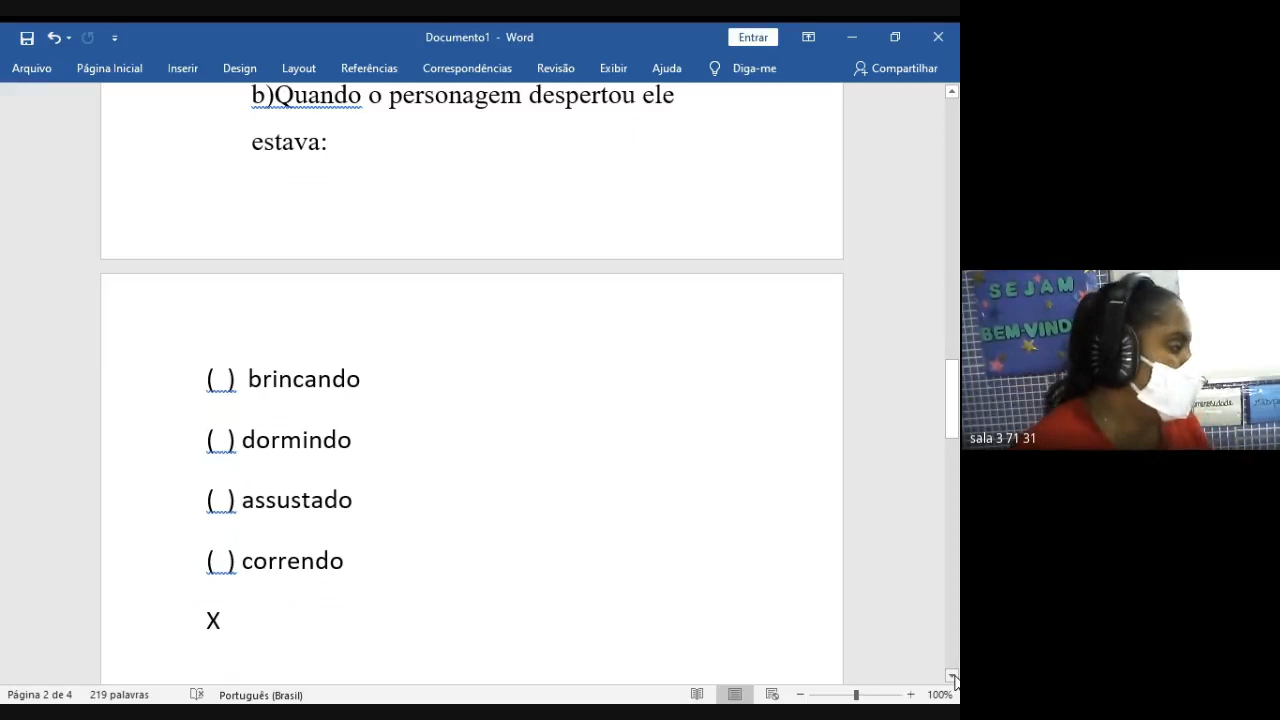 Documento1 - Word
Entrar
Arquivo
Página Inicial
Inserir
Design
Layout
Referências
Correspondências
Revisão
Exibir
Ajuda
Diga-me
Compartilhar
b)Quando o personagem despertou ele
estava:
( ) brincando
( ) dormindo
( ) assustado
( ) correndo
X
SEJAM
BEM-VIND
sala 3 71 31
Página 2 de 4
219 palavras
Português (Brasil)
100%